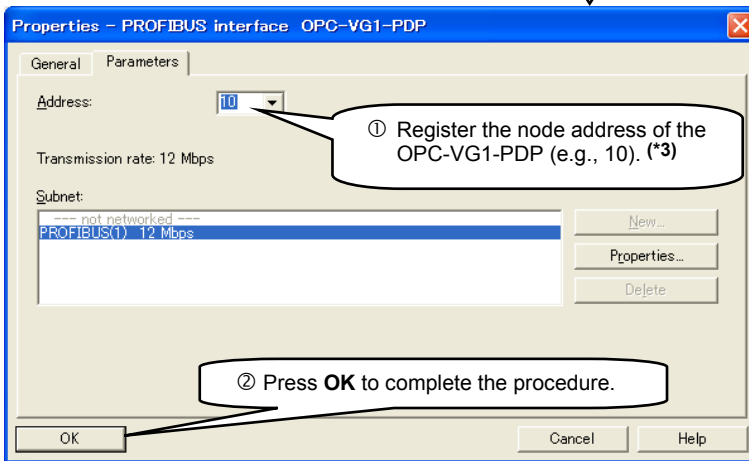 Properties - PROFIBUS interface OPC-VG1-PDP
General Parameters
Address: 10
① Register the node address of the
OPC-VG1-PDP (e.g., 10). (*3)
Transmission rate: 12 Mbps
Subnet:
--- not networked ---
PROFIBUS(1) 12 Mbps
New...
Properties...
Delete
② Press OK to complete the procedure.
OK Cancel Help